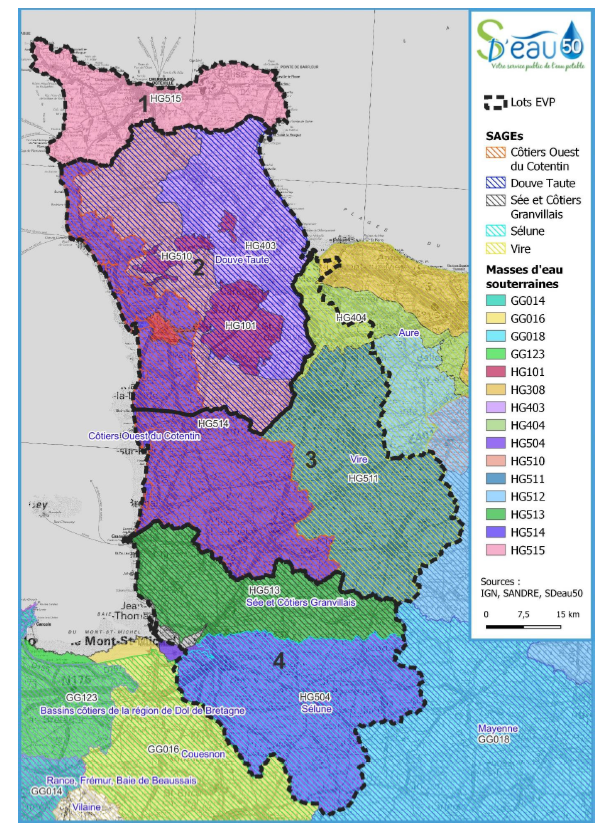 SD'eau 50
Votre service public de l'eau potable
Lots EVP
SAGEs
Côtiers Ouest
du Cotentin
Douve Taute
Sée et Côtiers
Granvillais
Sélune
Vire
Masses d'eau
souterraines
GG014
GG016
GG018
GG123
HG101
HG308
HG403
HG404
HG504
HG510
HG511
HG512
HG513
HG514
HG515
Sources :
IGN, SANDRE, SDeau50
0 7,5 15 km
1
HG515
HG403
Douve Taute
HG510
2
HG101
HG404
Aure
HG514
Côtiers Ouest du Cotentin
3
Vire
HG511
HG513
Sée et Côtiers Granvillais
4
HG504
Sélune
N176
GG123
Bassins côtiers de la région de Dol de Bretagne
GG016
Couesnon
Mayenne
GG018
Rance, Frémur, Baie de Beaussais
GG014
Vilaine